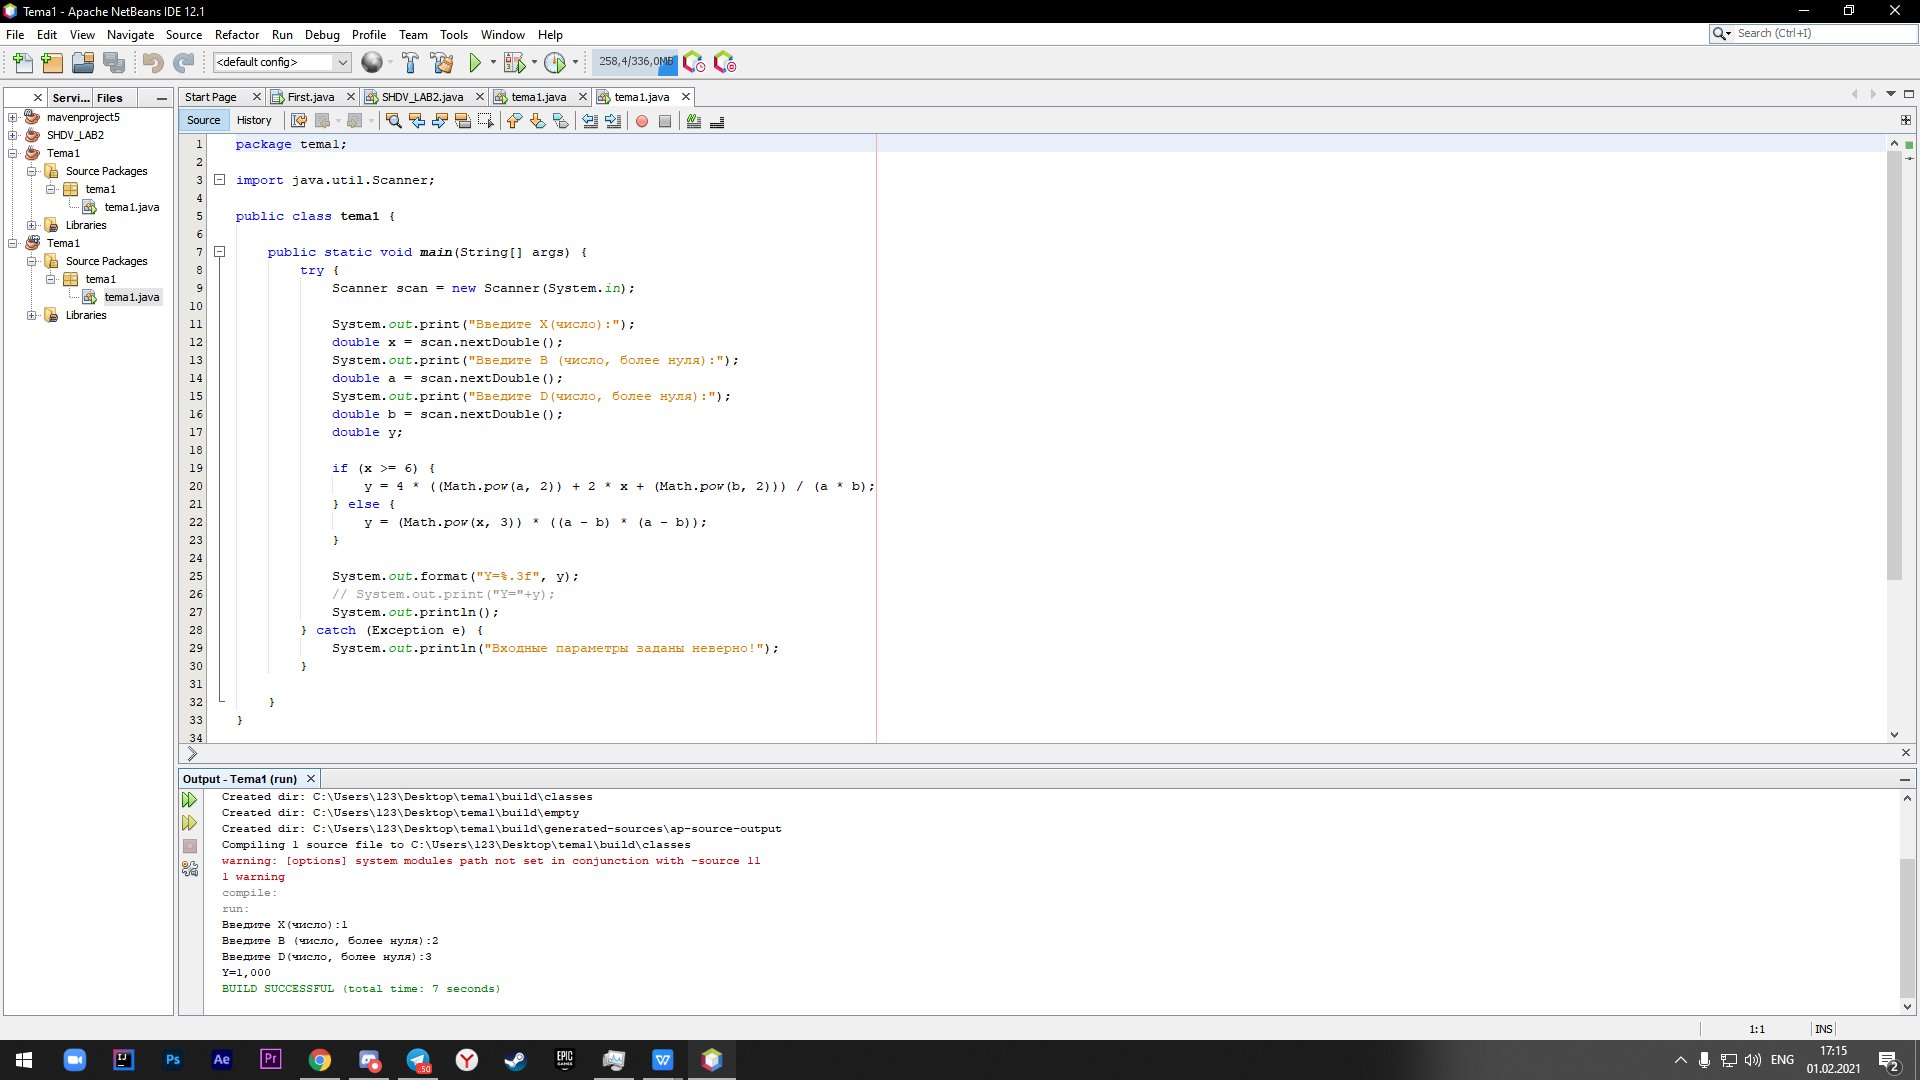 Tema1 - Apache NetBeans IDE 12.1
File Edit View Navigate Source Refactor Run Debug Profile Team Tools Window Help
Search (Ctrl+I)
<default config>
258,4/336,0MB
Servi... Files
Start Page First.java SHDV_LAB2.java tema1.java tema1.java
Source History
mavenproject5
SHDV_LAB2
Tema1
Source Packages
tema1
tema1.java
Libraries
Tema1
Source Packages
tema1
tema1.java
Libraries
1 package tema1;
2
3 import java.util.Scanner;
4
5 public class tema1 {
6
7 public static void main(String[] args) {
8 try {
9 Scanner scan = new Scanner(System.in);
10
11 System.out.print("Введите X(число):");
12 double x = scan.nextDouble();
13 System.out.print("Введите B (число, более нуля):");
14 double a = scan.nextDouble();
15 System.out.print("Введите D(число, более нуля):");
16 double b = scan.nextDouble();
17 double y;
18
19 if (x >= 6) {
20 y = 4 * ((Math.pow(a, 2)) + 2 * x + (Math.pow(b, 2))) / (a * b);
21 } else {
22 y = (Math.pow(x, 3)) * ((a - b) * (a - b));
23 }
24
25 System.out.format("Y=%.3f", y);
26 // System.out.print("Y="+y);
27 System.out.println();
28 } catch (Exception e) {
29 System.out.println("Входные параметры заданы неверно!");
30 }
31
32 }
33 }
34
Output - Tema1 (run)
Created dir: C:\Users\123\Desktop\tema1\build\classes
Created dir: C:\Users\123\Desktop\tema1\build\empty
Created dir: C:\Users\123\Desktop\tema1\build\generated-sources\ap-source-output
Compiling 1 source file to C:\Users\123\Desktop\tema1\build\classes
warning: [options] system modules path not set in conjunction with -source 11
1 warning
compile:
run:
Введите X(число):1
Введите B (число, более нуля):2
Введите D(число, более нуля):3
Y=1,000
BUILD SUCCESSFUL (total time: 7 seconds)
1:1 INS
IJ Ps Ae Pr EPIC GAMES 50 W
ENG 17:15
01.02.2021
2